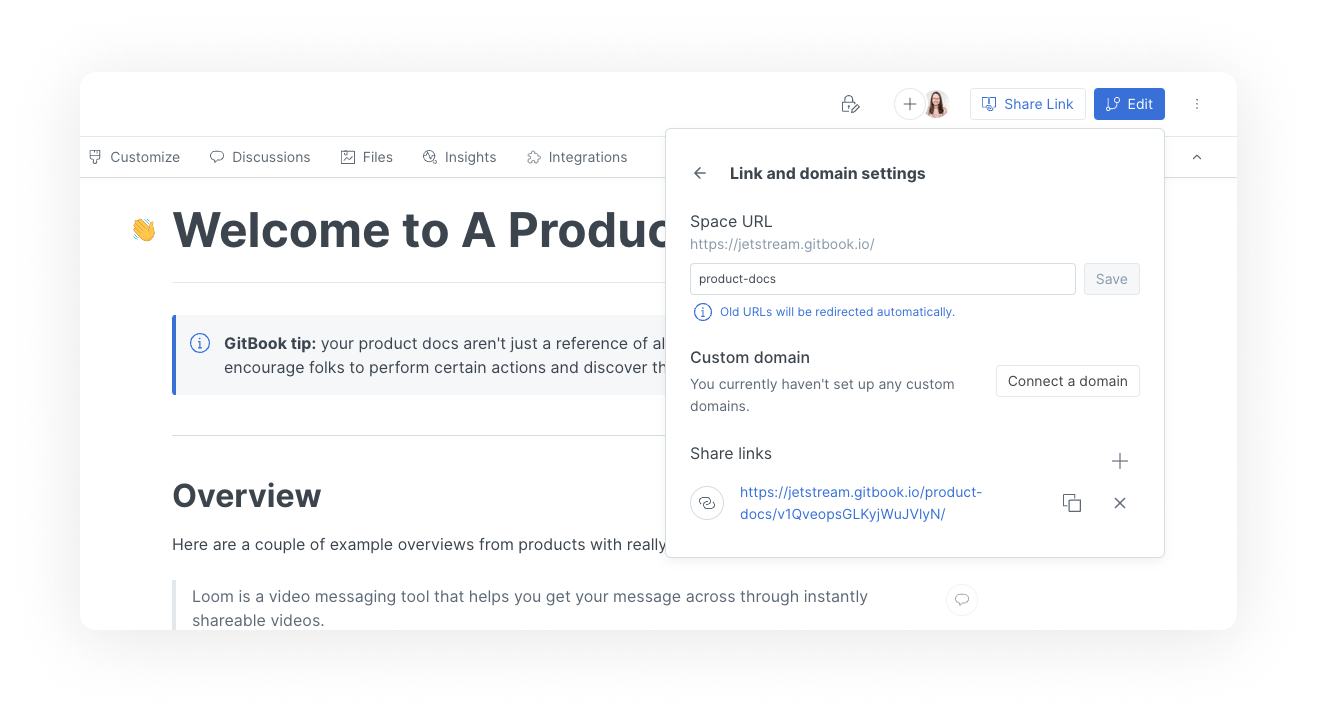 Share Link
Edit
Customize
Discussions
Files
Insights
Integrations
Welcome to A Produc
GitBook tip: your product docs aren't just a reference of al
encourage folks to perform certain actions and discover th
Overview
Here are a couple of example overviews from products with really
Loom is a video messaging tool that helps you get your message across through instantly
shareable videos.
Link and domain settings
Space URL
https://jetstream.gitbook.io/
product-docs
Save
Old URLs will be redirected automatically.
Custom domain
You currently haven't set up any custom
domains.
Connect a domain
Share links
https://jetstream.gitbook.io/product-
docs/v1QveopsGLKyjWuJVlyN/